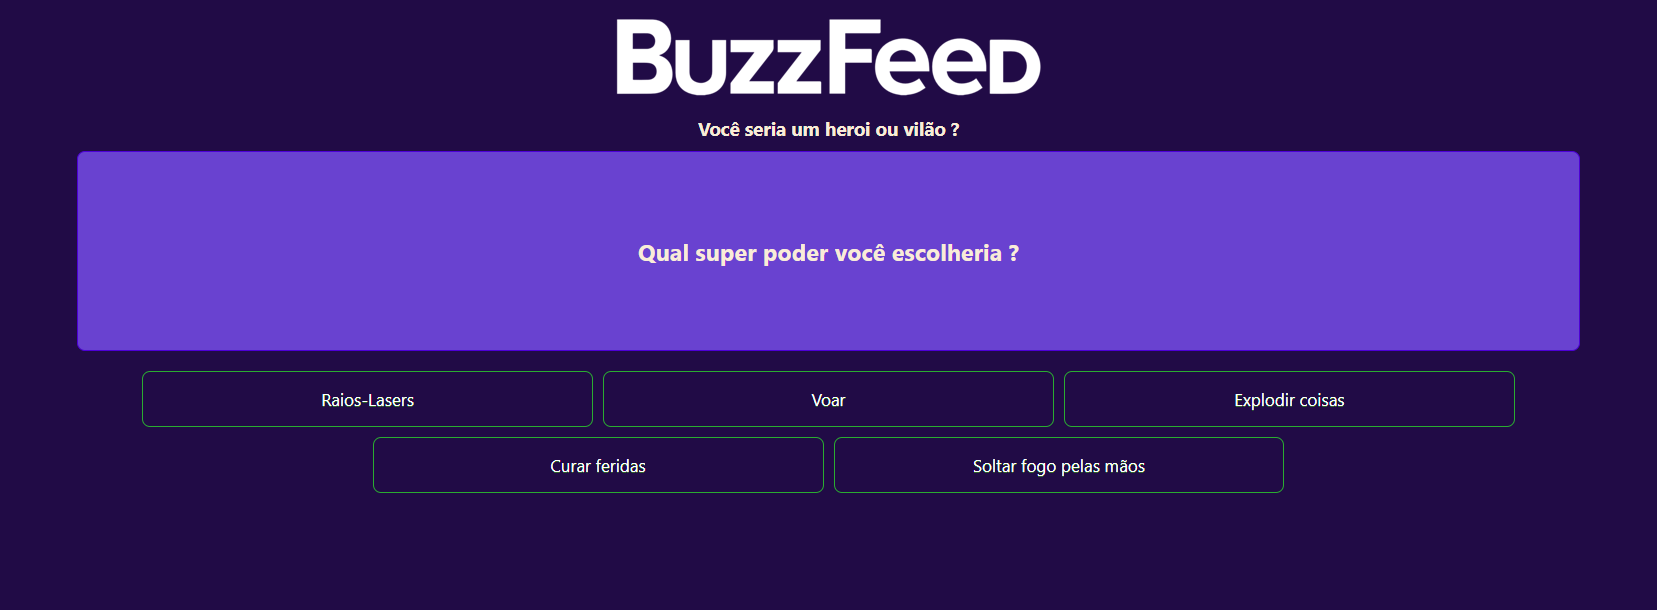 BuzzFeed
Você seria um heroi ou vilão ?
Qual super poder você escolheria ?
Raios-Lasers
Voar
Explodir coisas
Curar feridas
Soltar fogo pelas mãos